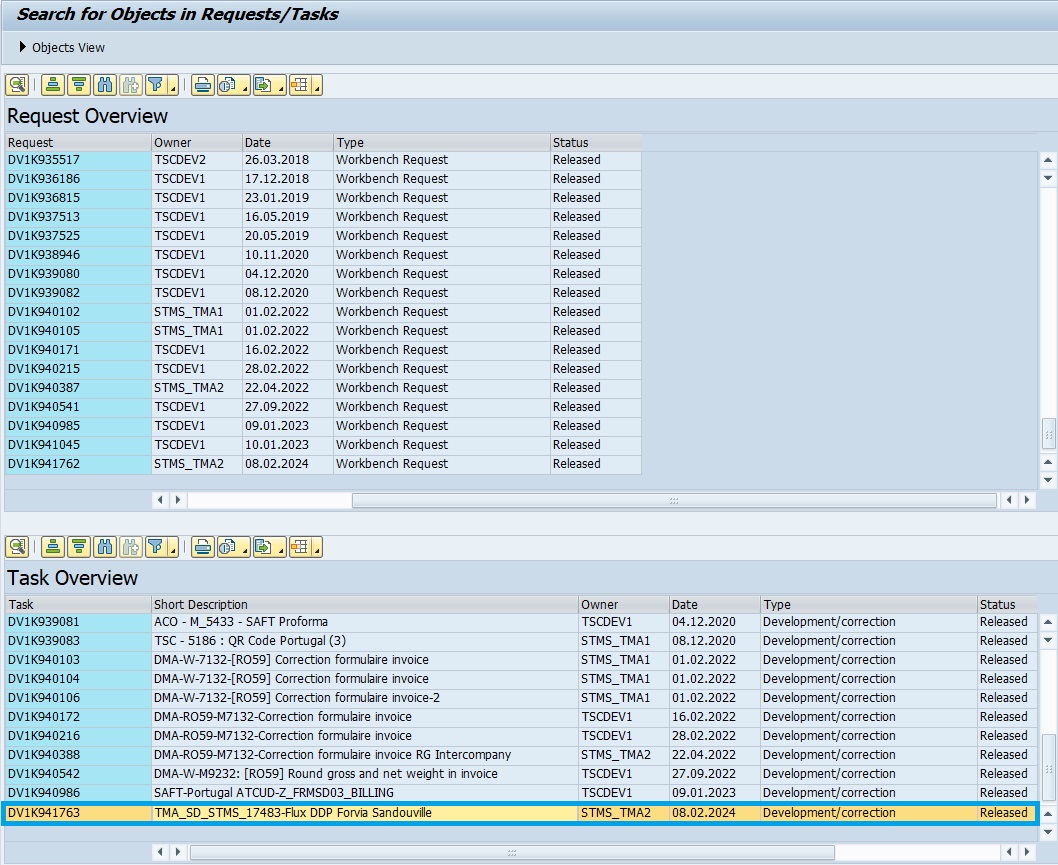 Search for Objects in Requests/Tasks
Objects View
Request Overview
Request Owner Date Type Status
DV1K935517 TSCDEV2 26.03.2018 Workbench Request Released
DV1K936186 TSCDEV1 17.12.2018 Workbench Request Released
DV1K936815 TSCDEV1 23.01.2019 Workbench Request Released
DV1K937513 TSCDEV1 16.05.2019 Workbench Request Released
DV1K937525 TSCDEV1 20.05.2019 Workbench Request Released
DV1K938946 TSCDEV1 10.11.2020 Workbench Request Released
DV1K939080 TSCDEV1 04.12.2020 Workbench Request Released
DV1K939082 TSCDEV1 08.12.2020 Workbench Request Released
DV1K940102 STMS_TMA1 01.02.2022 Workbench Request Released
DV1K940105 STMS_TMA1 01.02.2022 Workbench Request Released
DV1K940171 TSCDEV1 16.02.2022 Workbench Request Released
DV1K940215 TSCDEV1 28.02.2022 Workbench Request Released
DV1K940387 STMS_TMA2 22.04.2022 Workbench Request Released
DV1K940541 TSCDEV1 27.09.2022 Workbench Request Released
DV1K940985 TSCDEV1 09.01.2023 Workbench Request Released
DV1K941045 TSCDEV1 10.01.2023 Workbench Request Released
DV1K941762 STMS_TMA2 08.02.2024 Workbench Request Released
Task Overview
Task Short Description Owner Date Type Status
DV1K939081 ACO - M_5433 - SAFT Proforma TSCDEV1 04.12.2020 Development/correction Released
DV1K939083 TSC - 5186 : QR Code Portugal (3) STMS_TMA1 08.12.2020 Development/correction Released
DV1K940103 DMA-W-7132-[RO59] Correction formulaire invoice STMS_TMA1 01.02.2022 Development/correction Released
DV1K940104 DMA-W-7132-[RO59] Correction formulaire invoice STMS_TMA1 01.02.2022 Development/correction Released
DV1K940106 DMA-W-7132-[RO59] Correction formulaire invoice-2 STMS_TMA1 01.02.2022 Development/correction Released
DV1K940172 DMA-RO59-M7132-Correction formulaire invoice TSCDEV1 16.02.2022 Development/correction Released
DV1K940216 DMA-RO59-M7132-Correction formulaire invoice TSCDEV1 28.02.2022 Development/correction Released
DV1K940388 DMA-RO59-M7132-Correction formulaire invoice RG Intercompany STMS_TMA2 22.04.2022 Development/correction Released
DV1K940542 DMA-W-M9232: [RO59] Round gross and net weight in invoice TSCDEV1 27.09.2022 Development/correction Released
DV1K940986 SAFT-Portugal ATCUD-Z_FRMSD03_BILLING TSCDEV1 09.01.2023 Development/correction Released
DV1K941763 TMA_SD_STMS_17483-Flux DDP Forvia Sandouville STMS_TMA2 08.02.2024 Development/correction Released